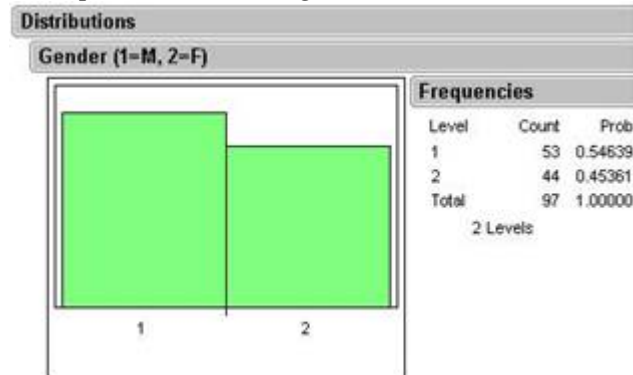 Distributions
Gender (1=M, 2=F)
1 2
Frequencies
Level Count Prob
1 53 0.54639
2 44 0.45361
Total 97 1.00000
2 Levels